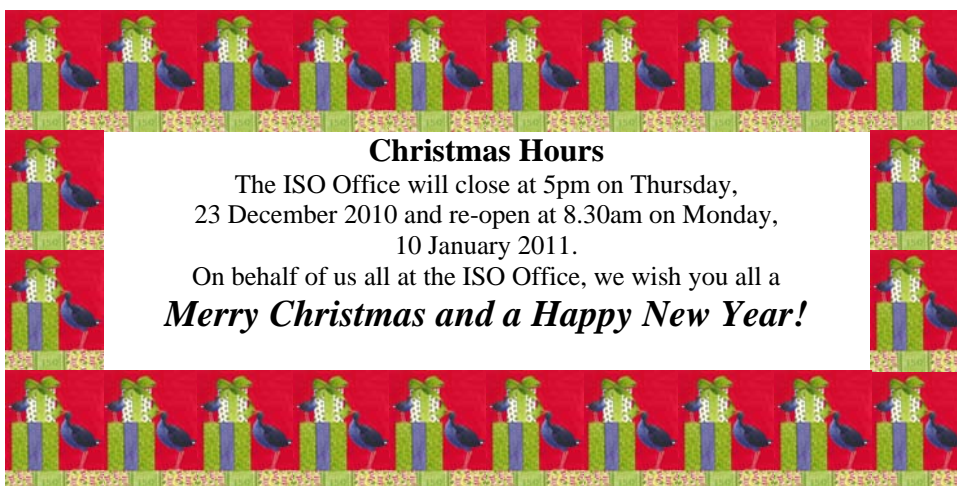 Christmas Hours
The ISO Office will close at 5pm on Thursday,
23 December 2010 and re-open at 8.30am on Monday,
10 January 2011.
On behalf of us all at the ISO Office, we wish you all a
Merry Christmas and a Happy New Year!